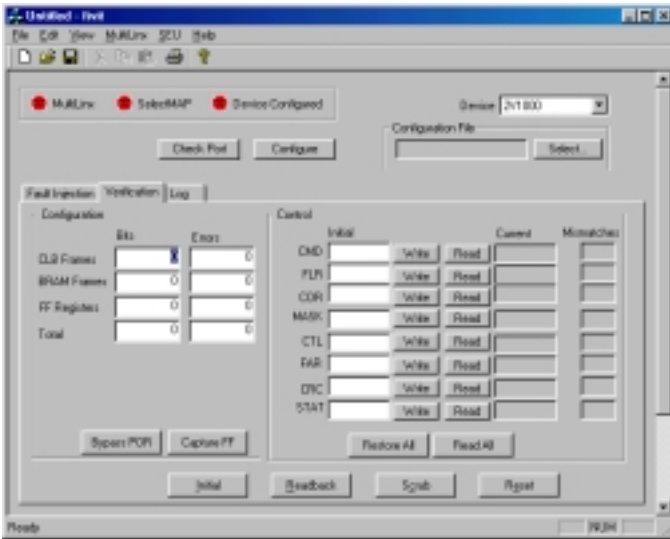 Untitled - fivit
File Edit View MultiLinx SEU Help
MultiLinx SelectMAP Device Configured
Device 2V1000
Configuration File
Check Port Configure Select...
Fault Injection Verification Log
Configuration
Bits Errors
CLB Frames 0 0
BRAM Frames 0 0
FF Registers 0 0
Total 0 0
Bypass POR Capture FF
Control
Initial Current Mismatches
CMD Write Read
FLR Write Read
COR Write Read
MASK Write Read
CTL Write Read
FAR Write Read
CRC Write Read
STAT Write Read
Restore All Read All
Initial Readback Scrub Reset
Ready NUM